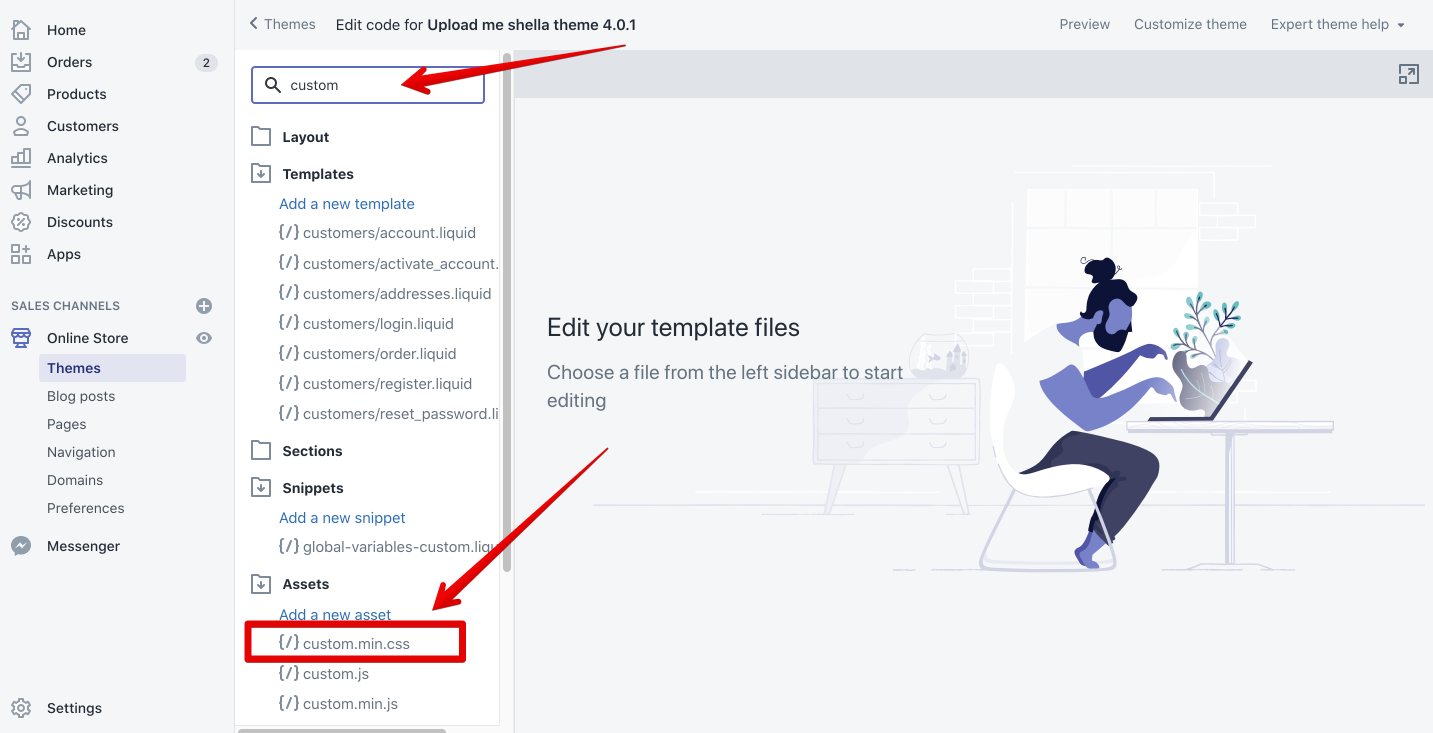 Home
Orders 2
Products
Customers
Analytics
Marketing
Discounts
Apps
SALES CHANNELS
Online Store
Themes
Blog posts
Pages
Navigation
Domains
Preferences
Messenger
Settings
Themes Edit code for Upload me shella theme 4.0.1
Preview Customize theme Expert theme help
custom
Layout
Templates
Add a new template
{/} customers/account.liquid
{/} customers/activate_account.
{/} customers/addresses.liquid
{/} customers/login.liquid
{/} customers/order.liquid
{/} customers/register.liquid
{/} customers/reset_password.li
Sections
Snippets
Add a new snippet
{/} global-variables-custom.liqu
Assets
Add a new asset
{/} custom.min.css
{/} custom.js
{/} custom.min.js
Edit your template files
Choose a file from the left sidebar to start
editing